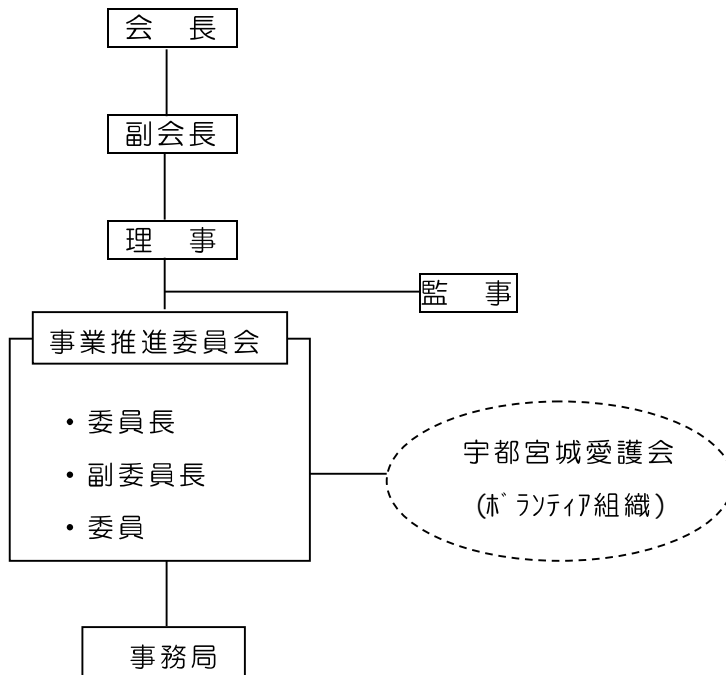 会　長
副会長
理　事
監　事
事業推進委員会
・委員長
・副委員長
・委員
宇都宮城愛護会
(ﾎﾞﾗﾝﾃｨｱ組織)
事務局